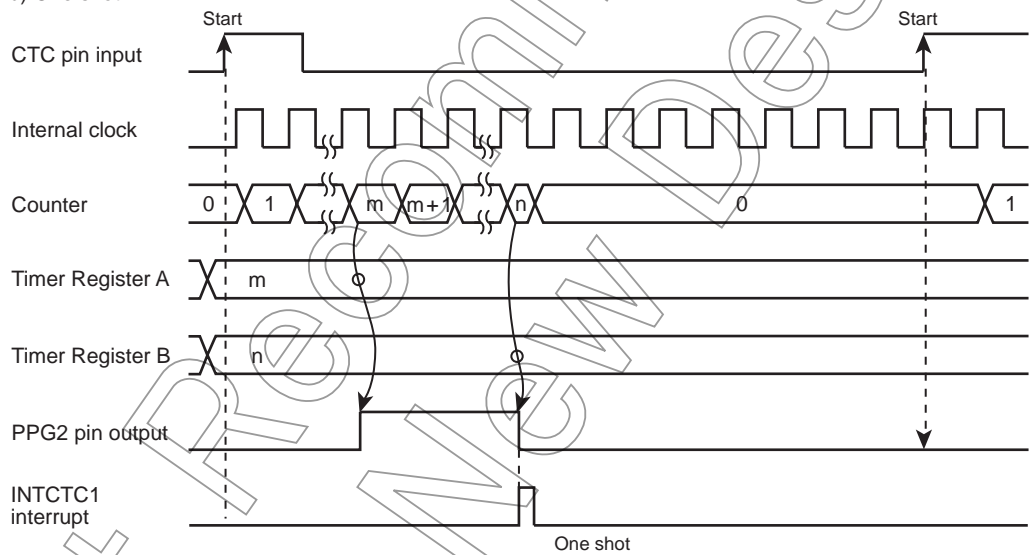 Start Start
CTC pin input
Internal clock
Counter 0 1 m m+1 n 0 1
Timer Register A m
Timer Register B n
PPG2 pin output
INTCTC1
interrupt
One shot